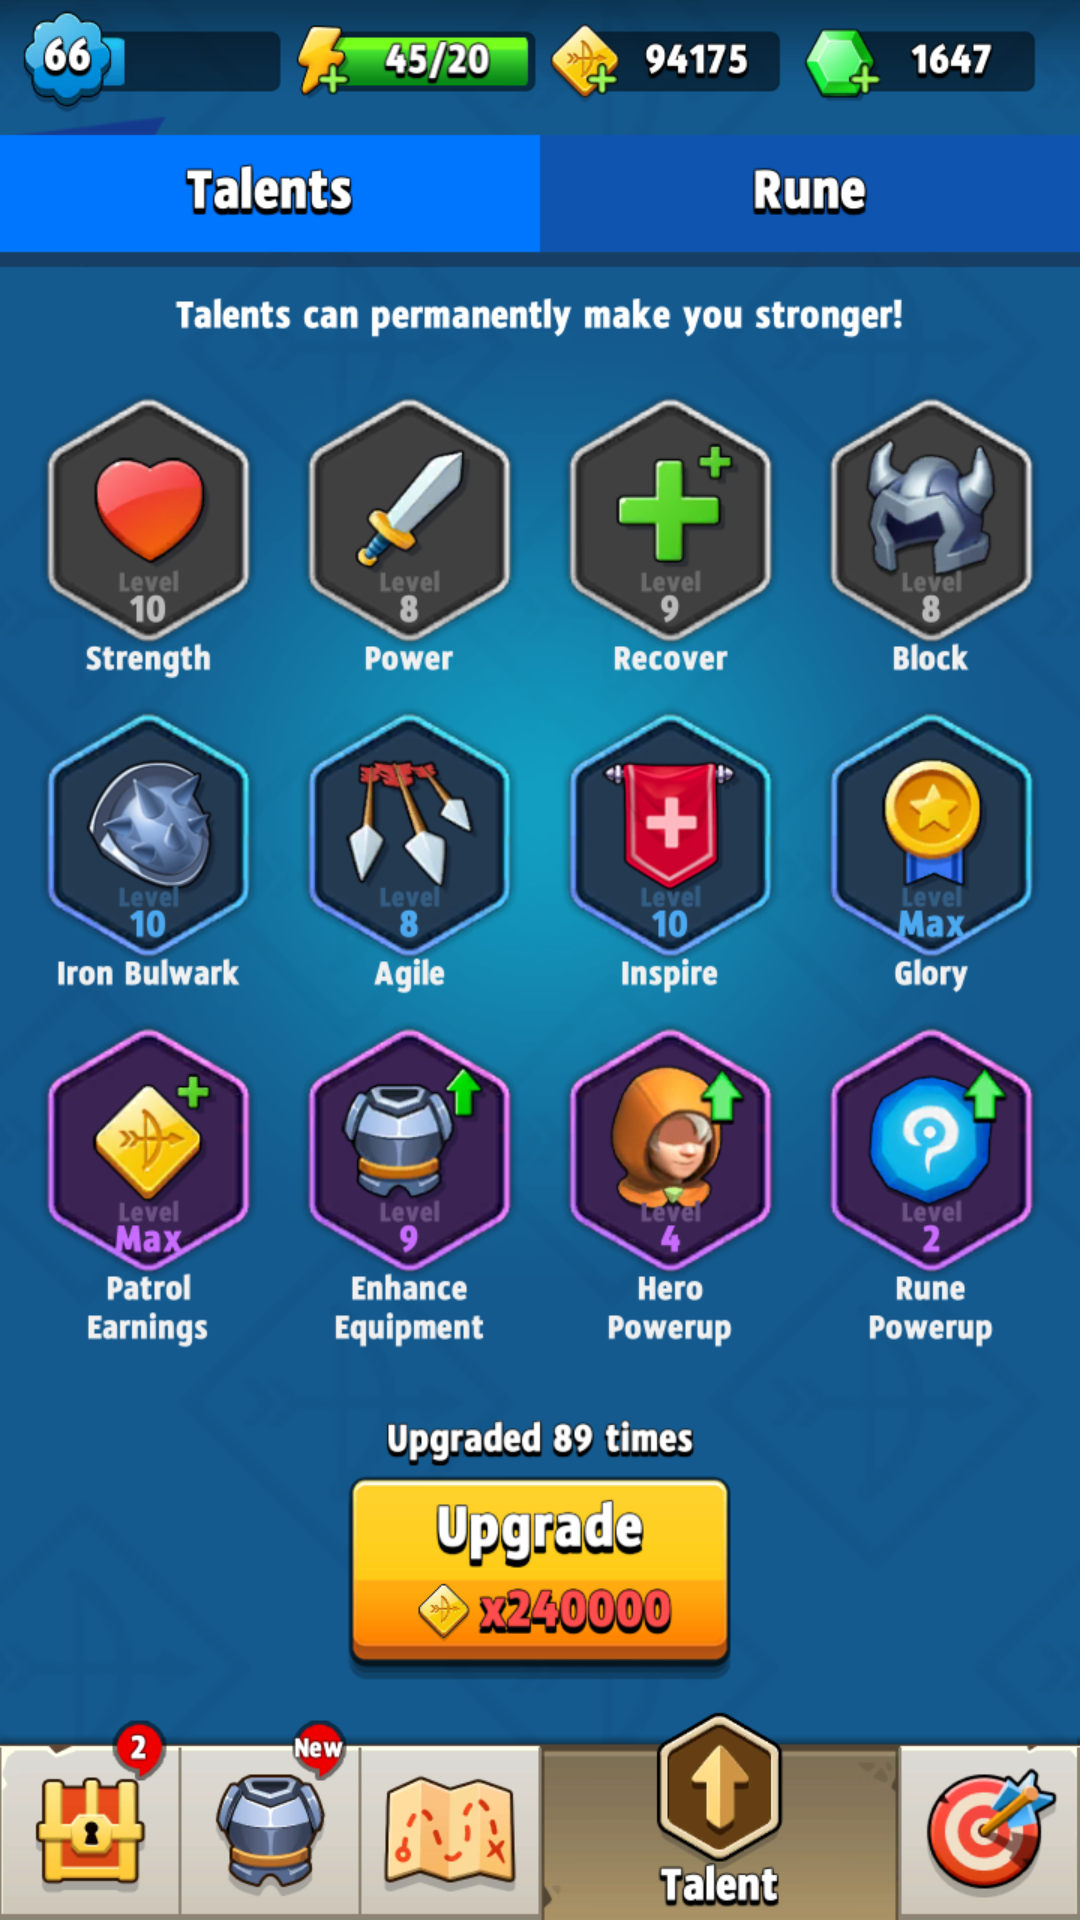 66
45/20
94175
1647
Talents
Rune
Talents can permanently make you stronger!
Level
10
Strength
Level
8
Power
Level
9
Recover
Level
8
Block
Level
10
Iron Bulwark
Level
8
Agile
Level
10
Inspire
Level
Max
Glory
Level
Max
Patrol
Earnings
Level
9
Enhance
Equipment
Level
4
Hero
Powerup
Level
2
Rune
Powerup
Upgraded 89 times
Upgrade
x240000
2
New
Talent